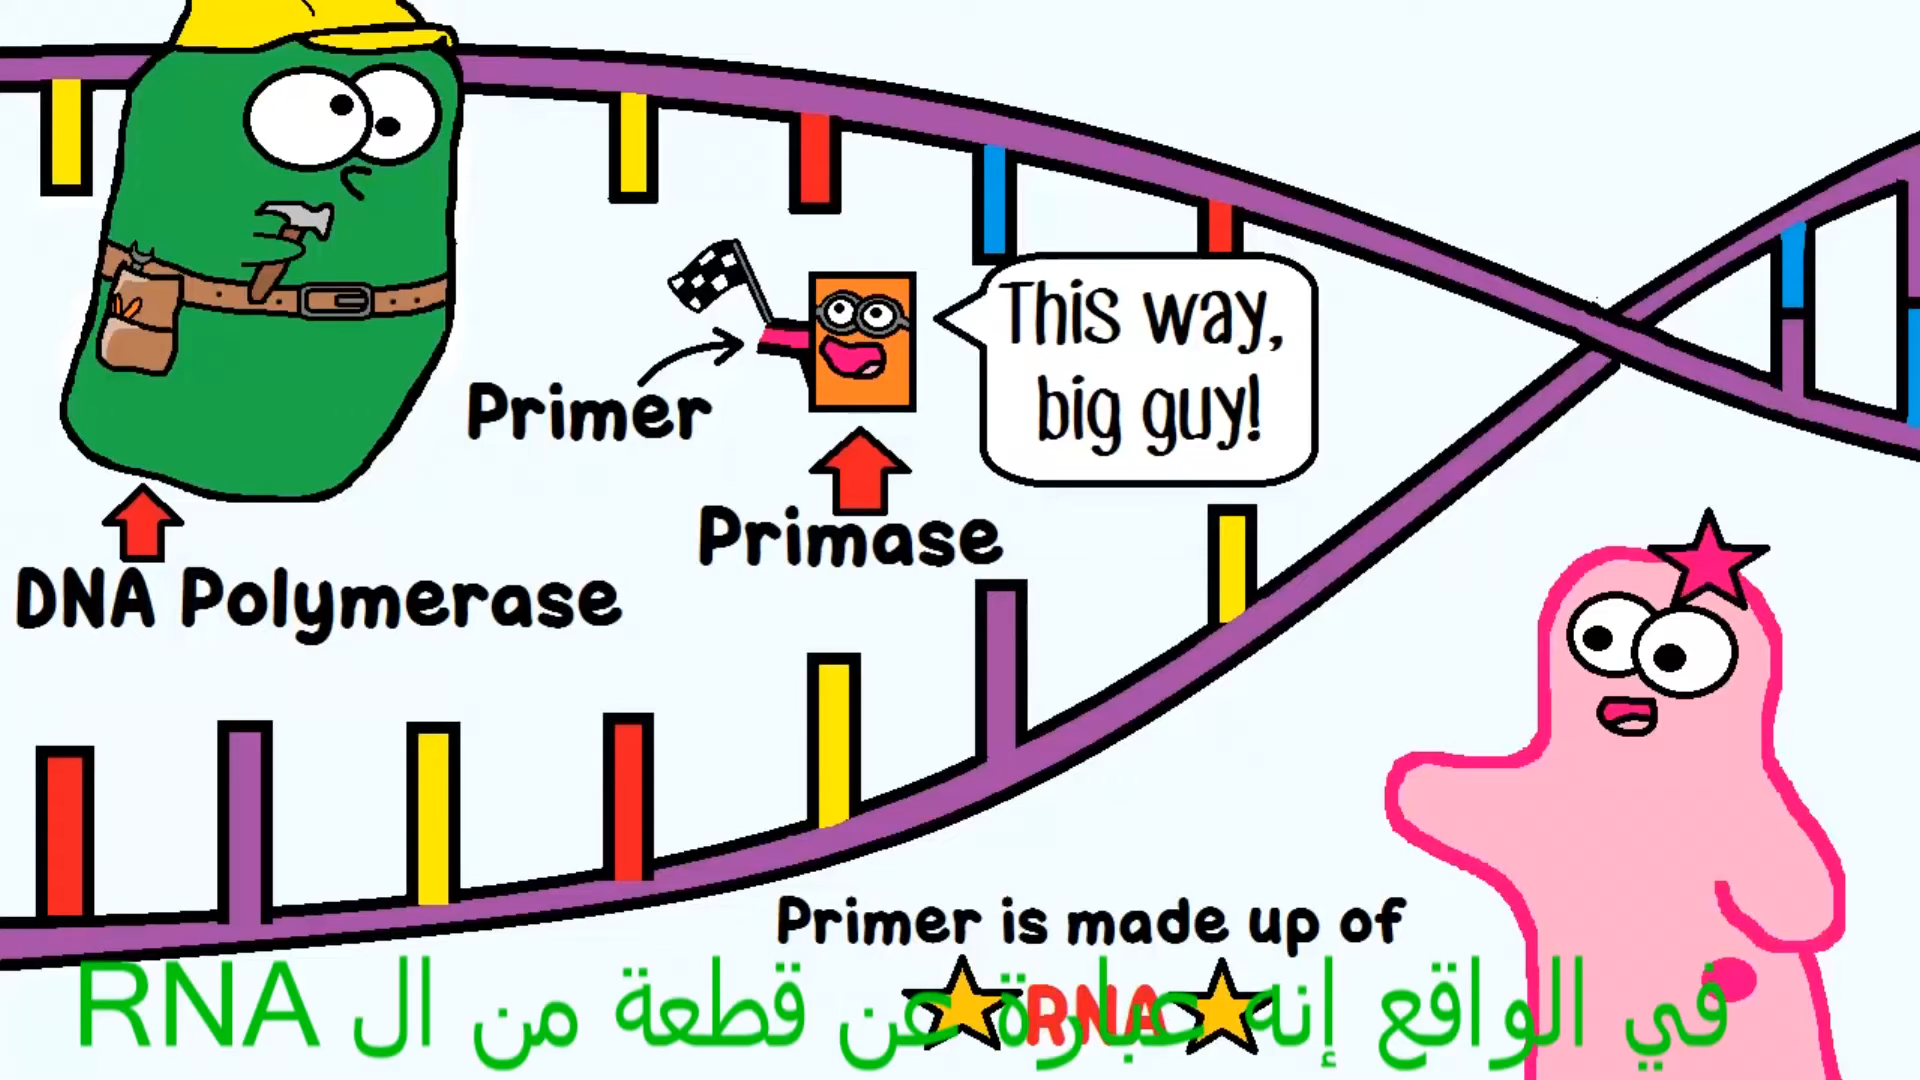 This way,
big guy!
Primer
Primase
DNA Polymerase
Primer is made up of
RNA
في الواقع إنه عبارة عن قطعة من ال RNA